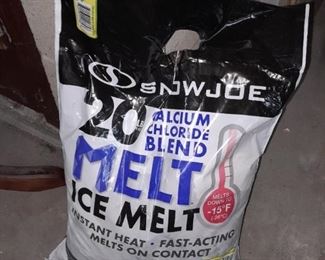 SNOWJOE
20
CALCIUM
CHLORIDE
BLEND
MELT
ICE MELT
MELTS
DOWN TO
-15°F
INSTANT HEAT · FAST-ACTING
MELTS ON CONTACT